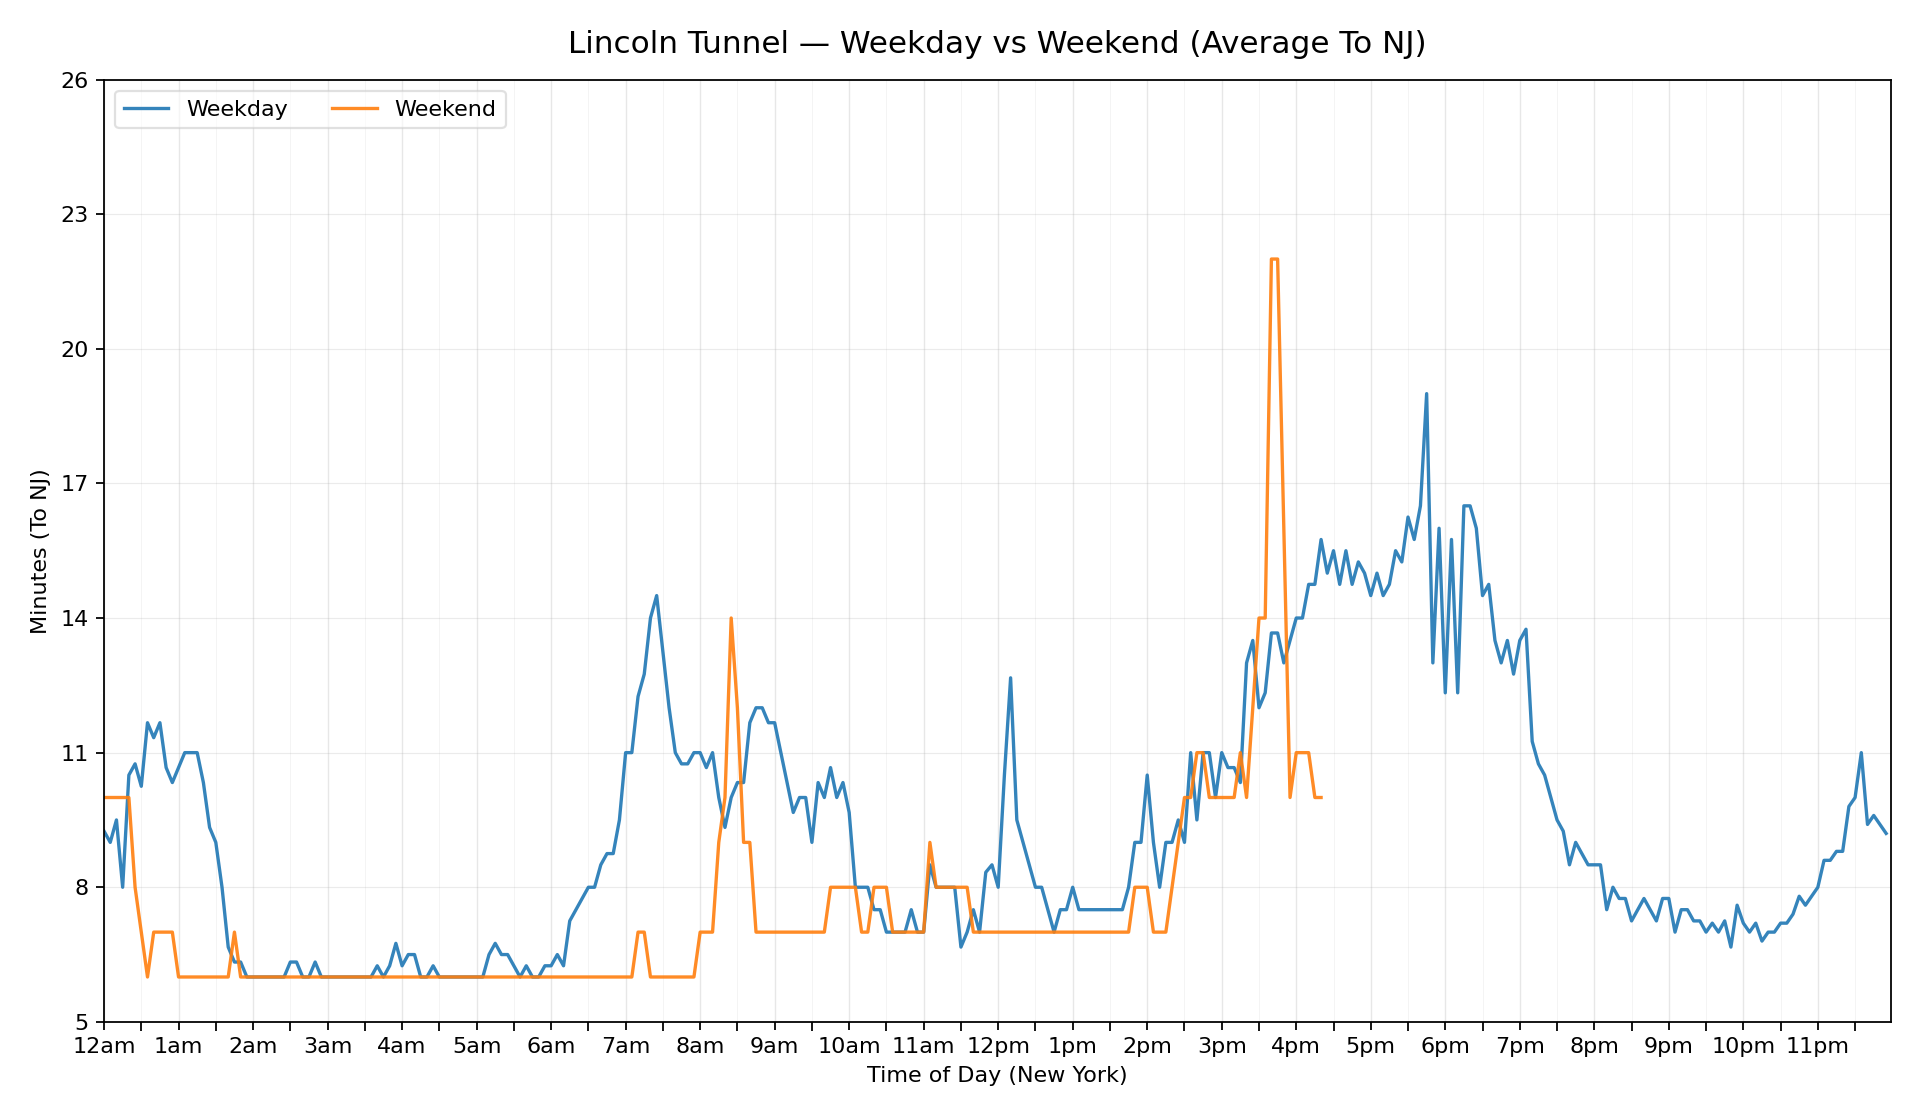 Lincoln Tunnel — Weekday vs Weekend (Average To NJ)
Weekday Weekend
26
23
20
17
14
11
8
5
Minutes (To NJ)
12am 1am 2am 3am 4am 5am 6am 7am 8am 9am 10am 11am 12pm 1pm 2pm 3pm 4pm 5pm 6pm 7pm 8pm 9pm 10pm 11pm
Time of Day (New York)